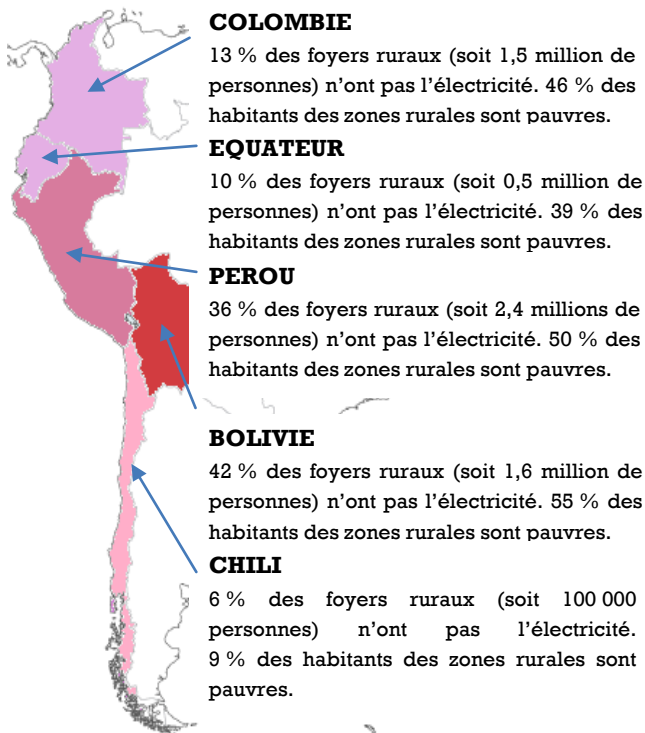 COLOMBIE
13 % des foyers ruraux (soit 1,5 million de
personnes) n’ont pas l’électricité. 46 % des
habitants des zones rurales sont pauvres.
EQUATEUR
10 % des foyers ruraux (soit 0,5 million de
personnes) n’ont pas l’électricité. 39 % des
habitants des zones rurales sont pauvres.
PEROU
36 % des foyers ruraux (soit 2,4 millions de
personnes) n’ont pas l’électricité. 50 % des
habitants des zones rurales sont pauvres.
BOLIVIE
42 % des foyers ruraux (soit 1,6 million de
personnes) n’ont pas l’électricité. 55 % des
habitants des zones rurales sont pauvres.
CHILI
6 % des foyers ruraux (soit 100 000
personnes) n'ont pas l'électricité.
9 % des habitants des zones rurales sont
pauvres.